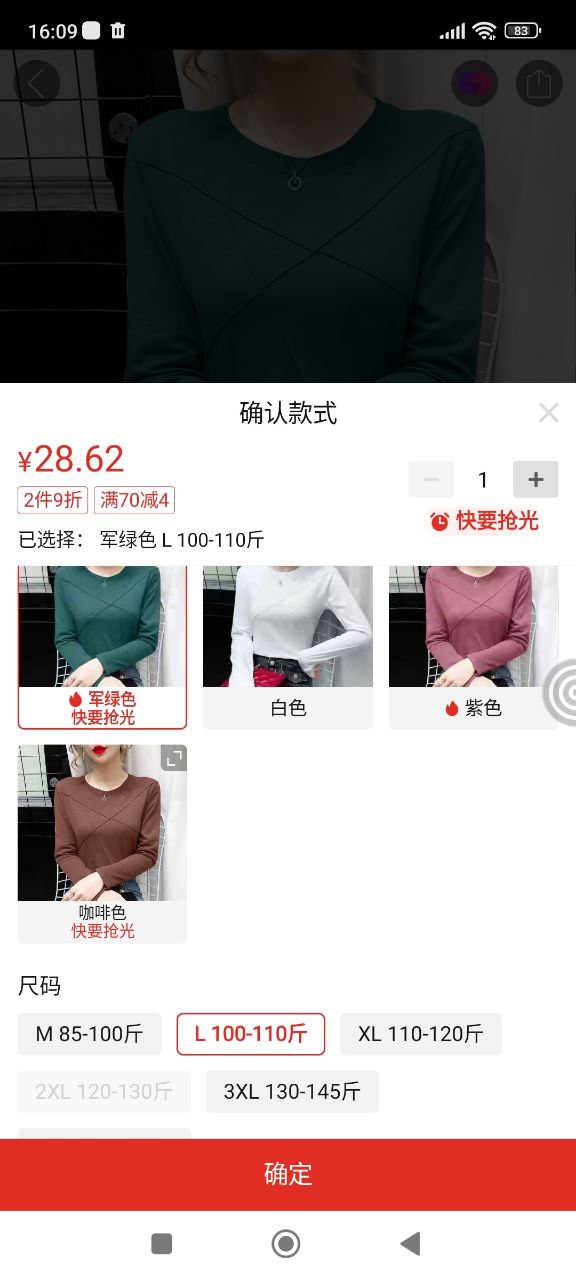 16:09
83
确认款式
¥28.62
1
2件9折 满70减4
快要抢光
已选择： 军绿色 L 100-110斤
军绿色
快要抢光
白色
紫色
咖啡色
快要抢光
尺码
M 85-100斤 L 100-110斤 XL 110-120斤
2XL 120-130斤 3XL 130-145斤
确定